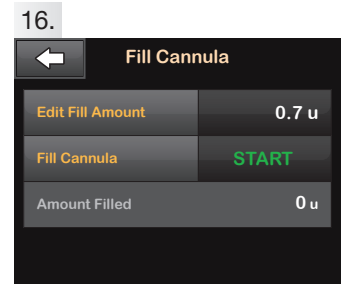 16.
Fill Cannula
Edit Fill Amount 0.7 u
Fill Cannula START
Amount Filled 0 u